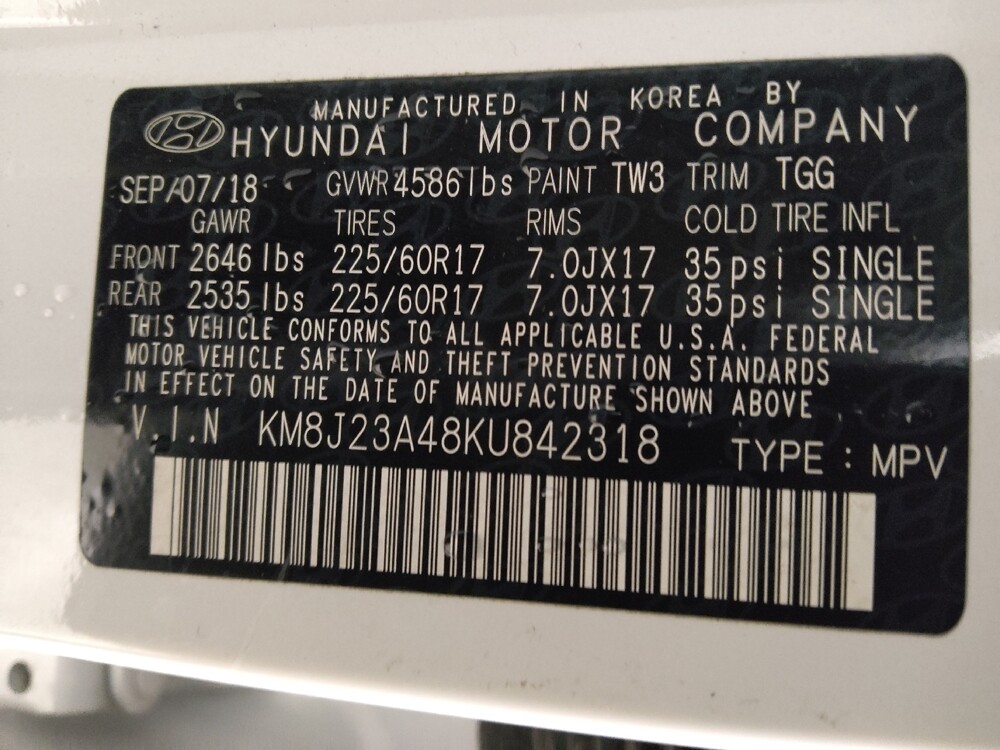 MANUFACTURED IN KOREA BY
HYUNDAI MOTOR COMPANY
SEP/07/18 GVWR 4586lbs PAINT TW3 TRIM TGG
GAWR TIRES RIMS COLD TIRE INFL
FRONT 2646 lbs 225/60R17 7.0JX17 35psi SINGLE
REAR 2535 lbs 225/60R17 7.0JX17 35psi SINGLE
THIS VEHICLE CONFORMS TO ALL APPLICABLE U.S.A. FEDERAL
MOTOR VEHICLE SAFETY AND THEFT PREVENTION STANDARDS
IN EFFECT ON THE DATE OF MANUFACTURE SHOWN ABOVE
V.I.N KM8J23A48KU842318 TYPE : MPV